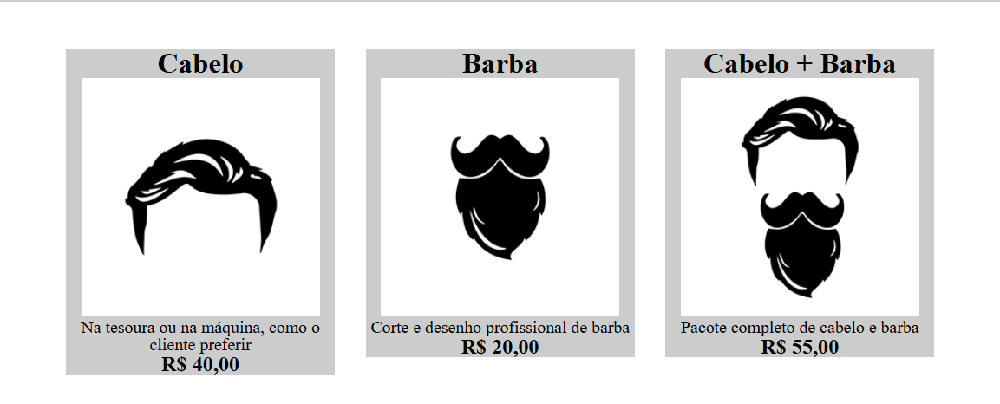 Cabelo
Na tesoura ou na máquina, como o
cliente preferir
R$ 40,00
Barba
Corte e desenho profissional de barba
R$ 20,00
Cabelo + Barba
Pacote completo de cabelo e barba
R$ 55,00